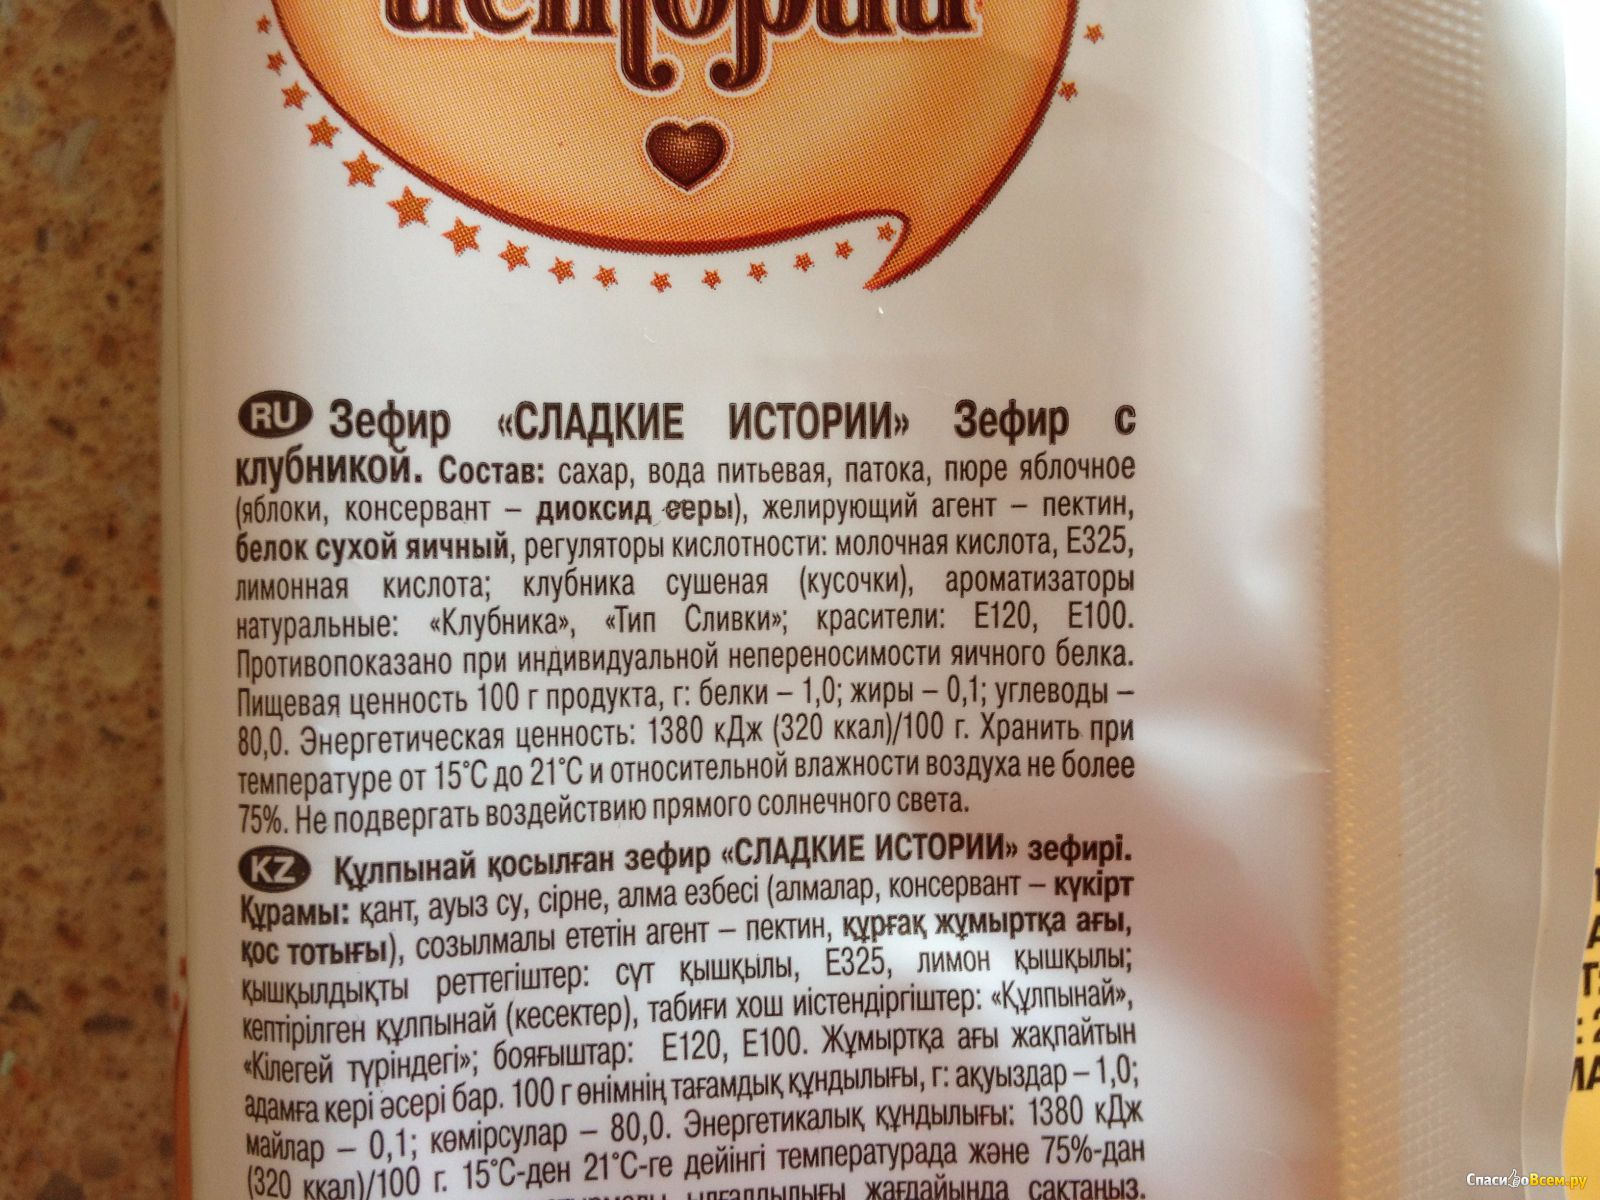 истории
RU Зефир «СЛАДКИЕ ИСТОРИИ» Зефир с
клубникой. Состав: сахар, вода питьевая, патока, пюре яблочное
(яблоки, консервант – диоксид серы), желирующий агент – пектин,
белок сухой яичный, регуляторы кислотности: молочная кислота, Е325,
лимонная кислота; клубника сушеная (кусочки), ароматизаторы
натуральные: «Клубника», «Тип Сливки»; красители: Е120, Е100.
Противопоказано при индивидуальной непереносимости яичного белка.
Пищевая ценность 100 г продукта, г: белки – 1,0; жиры – 0,1; углеводы –
80,0. Энергетическая ценность: 1380 кДж (320 ккал)/100 г. Хранить при
температуре от 15°С до 21°С и относительной влажности воздуха не более
75%. Не подвергать воздействию прямого солнечного света.
KZ Құлпынай қосылған зефир «СЛАДКИЕ ИСТОРИИ» зефирі.
Құрамы: қант, ауыз су, сірне, алма езбесі (алмалар, консервант – күкірт
қос тотығы), созылмалы ететін агент – пектин, құрғақ жұмыртқа ағы,
қышқылдықты реттегіштер: сүт қышқылы, Е325, лимон қышқылы;
кептірілген құлпынай (кесектер), табиғи хош иістендіргіштер: «Құлпынай»,
«Кілегей түріндегі»; бояғыштар: Е120, Е100. Жұмыртқа ағы жақпайтын
адамға кері әсері бар. 100 г өнімнің тағамдық құндылығы, г: ақуыздар – 1,0;
майлар – 0,1; көмірсулар – 80,0. Энергетикалық құндылығы: 1380 кДж
(320 ккал)/100 г. 15°С-ден 21°С-ге дейінгі температурада және 75%-дан
ылғалдылығы жағдайында сақтаңыз.
СпасибоВсем.ру